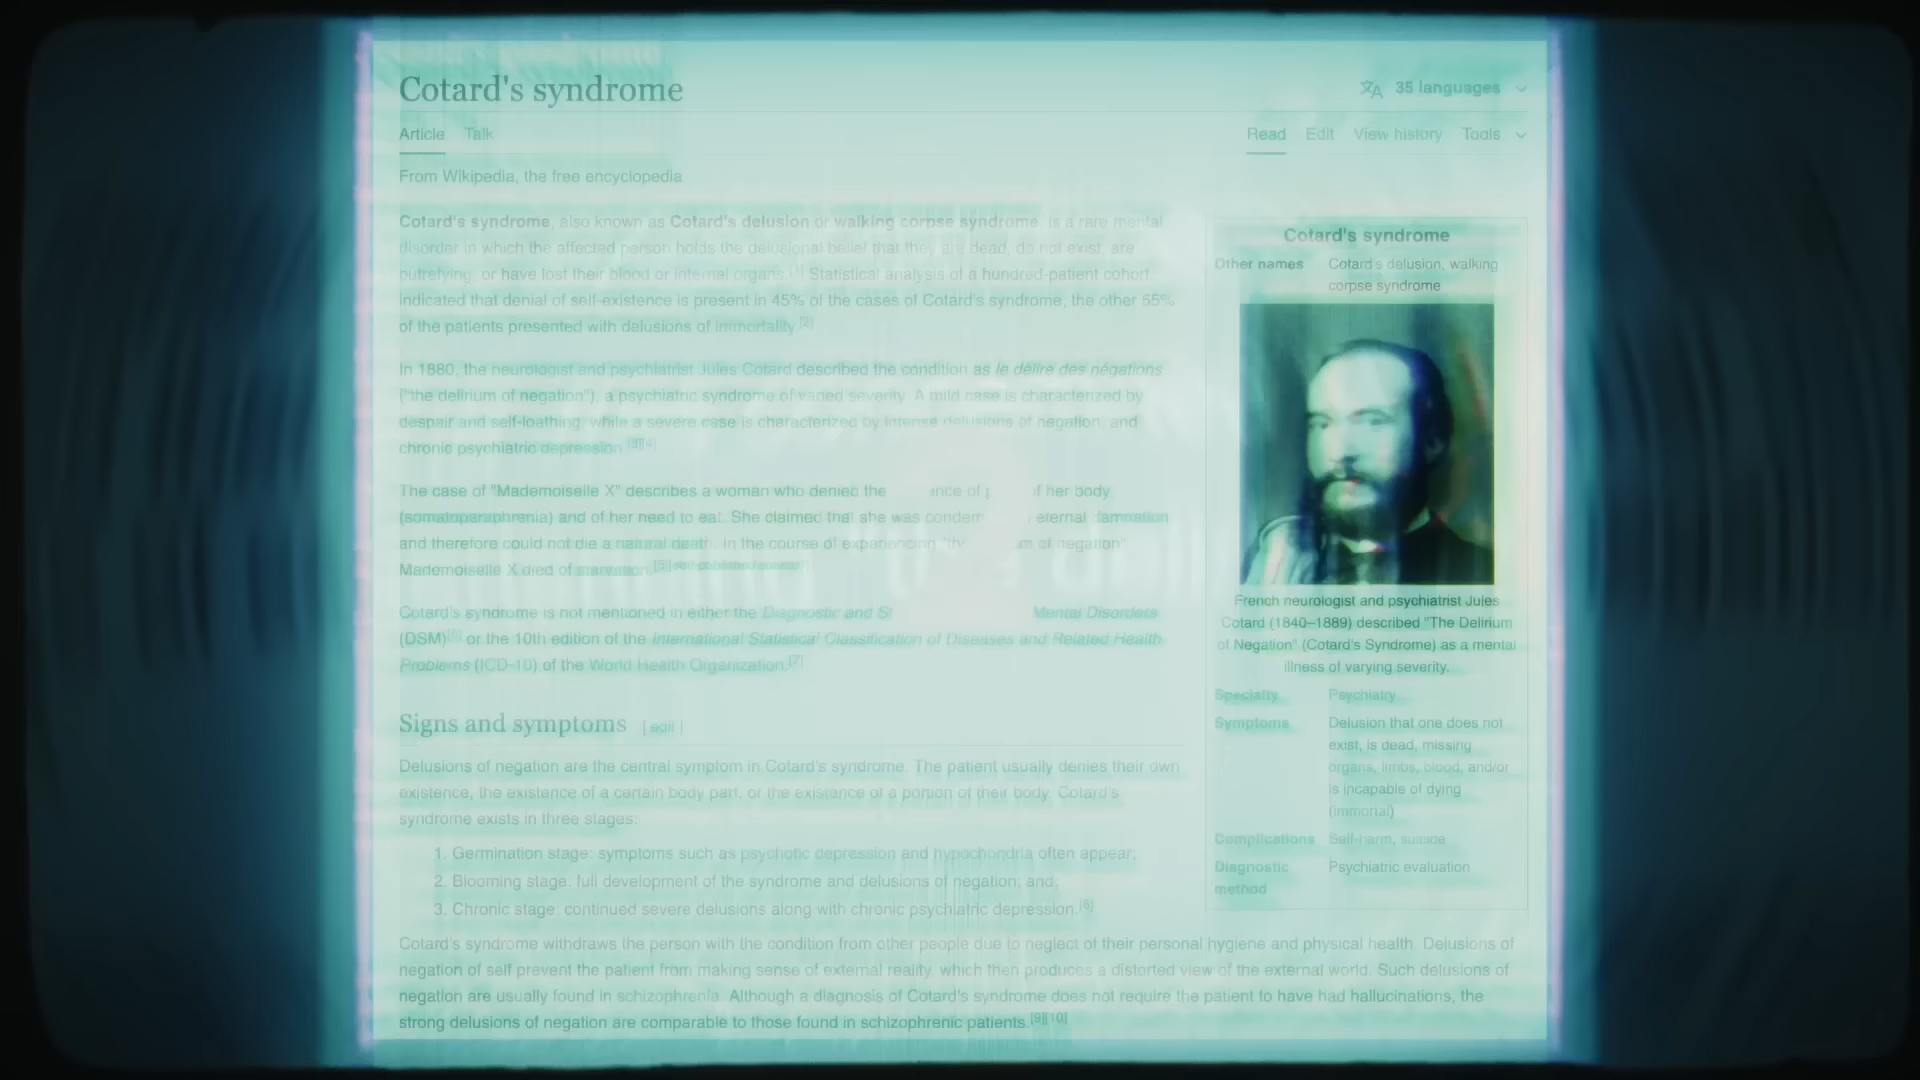 Cotard's syndrome
35 languages
Article Talk
Read Edit View history Tools
From Wikipedia, the free encyclopedia
Cotard's syndrome, also known as Cotard's delusion or walking corpse syndrome, is a rare mental
disorder in which the affected person holds the delusional belief that they are dead, do not exist, are
putrefying, or have lost their blood or internal organs.[1] Statistical analysis of a hundred-patient cohort
indicated that denial of self-existence is present in 45% of the cases of Cotard's syndrome; the other 55%
of the patients presented with delusions of immortality.[2]
In 1880, the neurologist and psychiatrist Jules Cotard described the condition as le délire des négations
("the delirium of negation"), a psychiatric syndrome of varied severity. A mild case is characterized by
despair and self-loathing, while a severe case is characterized by intense delusions of negation, and
chronic psychiatric depression.[3][4]
The case of "Mademoiselle X" describes a woman who denied the of her body
(somatoparaphrenia) and of her need to eat. She claimed that she was eternal damnation
and therefore could not die a natural death. In the course of experiencing of negation"
Mademoiselle X died of starvation.[5]
Cotard's syndrome is not mentioned in either the Diagnostic and Mental Disorders
(DSM)[6] or the 10th edition of the International Statistical Classification of Diseases and Related Health
Problems (ICD-10) of the World Health Organization.[7]
Signs and symptoms [ edit ]
Delusions of negation are the central symptom in Cotard's syndrome. The patient usually denies their own
existence, the existence of a certain body part, or the existence of a portion of their body. Cotard's
syndrome exists in three stages:
1. Germination stage: symptoms such as psychotic depression and hypochondria often appear;
2. Blooming stage: full development of the syndrome and delusions of negation; and;
3. Chronic stage: continued severe delusions along with chronic psychiatric depression.[8]
Cotard's syndrome withdraws the person with the condition from other people due to neglect of their personal hygiene and physical health. Delusions of
negation of self prevent the patient from making sense of external reality, which then produces a distorted view of the external world. Such delusions of
negation are usually found in schizophrenia. Although a diagnosis of Cotard's syndrome does not require the patient to have had hallucinations, the
strong delusions of negation are comparable to those found in schizophrenic patients.[9][10]
Cotard's syndrome
Other names Cotard's delusion, walking
corpse syndrome
French neurologist and psychiatrist Jules
Cotard (1840–1889) described "The Delirium
of Negation" (Cotard's Syndrome) as a mental
illness of varying severity.
Specialty Psychiatry
Symptoms Delusion that one does not
exist, is dead, missing
organs, limbs, blood, and/or
is incapable of dying
(immortal)
Complications Self-harm, suicide
Diagnostic Psychiatric evaluation
method